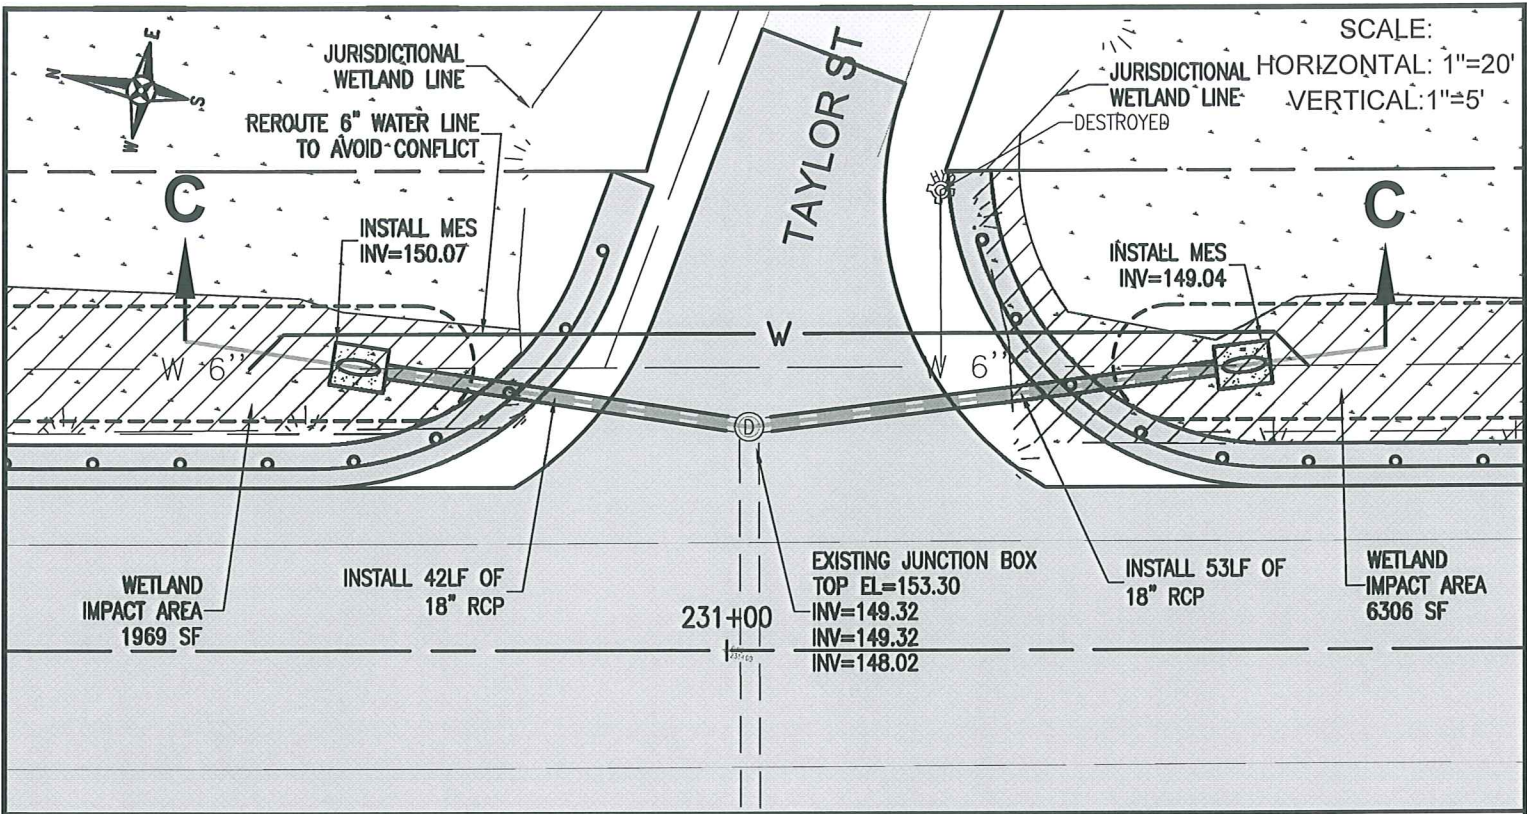 SCALE:
HORIZONTAL: 1"=20'
VERTICAL:1"=5'
E
N
S
W
JURISDICTIONAL
WETLAND LINE
REROUTE 6" WATER LINE
TO AVOID CONFLICT
TAYLOR ST
JURISDICTIONAL
WETLAND LINE
DESTROYED
HYD
C
C
INSTALL MES
INV=150.07
INSTALL MES
INV=149.04
W
W 6"
W 6"
D
WETLAND
IMPACT AREA
1969 SF
INSTALL 42LF OF
18" RCP
231+00
EXISTING JUNCTION BOX
TOP EL=153.30
INV=149.32
INV=149.32
INV=148.02
INSTALL 53LF OF
18" RCP
WETLAND
IMPACT AREA
6306 SF